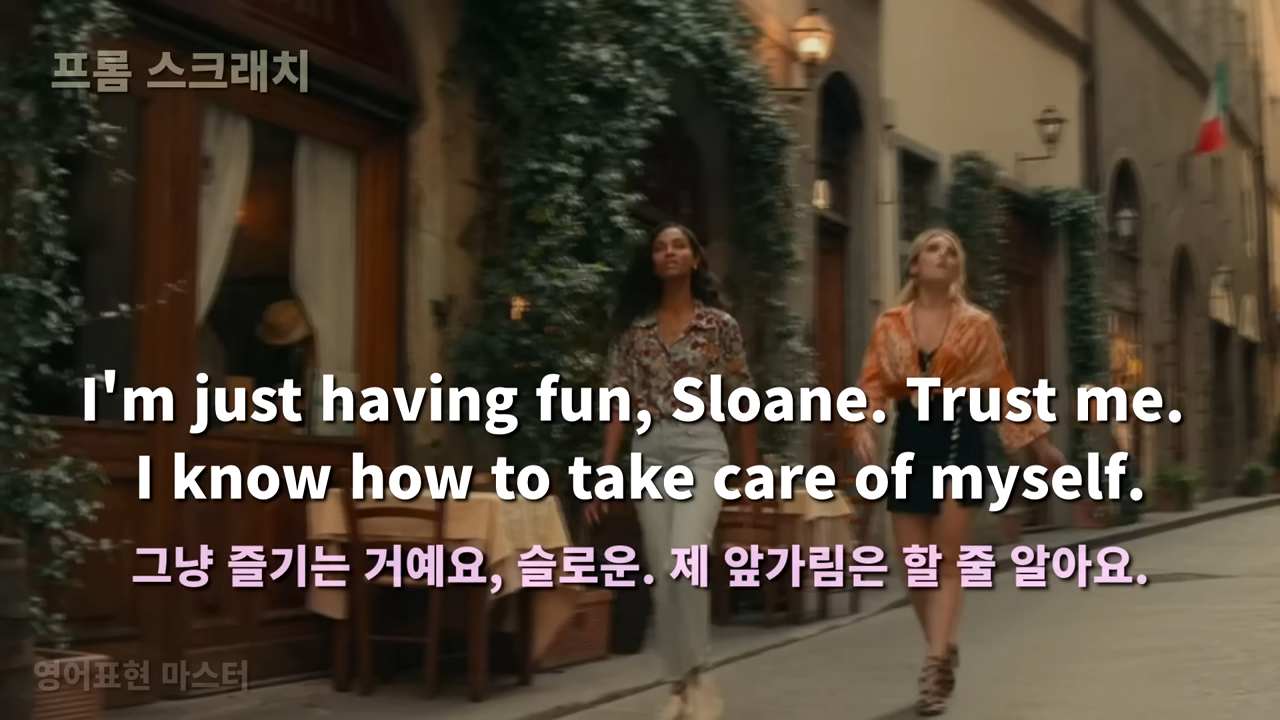 프롬 스크래치
I'm just having fun, Sloane. Trust me.
I know how to take care of myself.
그냥 즐기는 거예요, 슬로운. 제 앞가림은 할 줄 알아요.
영어표현 마스터